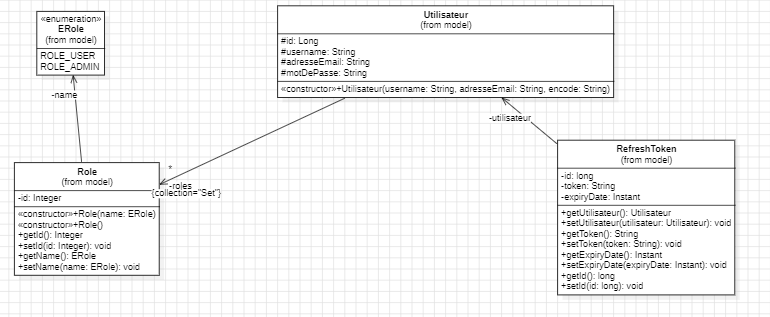 «enumeration»
ERole
(from model)
ROLE_USER
ROLE_ADMIN
-name
Utilisateur
(from model)
#id: Long
#username: String
#adresseEmail: String
#motDePasse: String
«constructor»+Utilisateur(username: String, adresseEmail: String, encode: String)
-utilisateur
*
-roles
{collection="Set"}
Role
(from model)
-id: Integer
«constructor»+Role(name: ERole)
«constructor»+Role()
+getId(): Integer
+setId(id: Integer): void
+getName(): ERole
+setName(name: ERole): void
RefreshToken
(from model)
-id: long
-token: String
-expiryDate: Instant
+getUtilisateur(): Utilisateur
+setUtilisateur(utilisateur: Utilisateur): void
+getToken(): String
+setToken(token: String): void
+getExpiryDate(): Instant
+setExpiryDate(expiryDate: Instant): void
+getId(): long
+setId(id: long): void